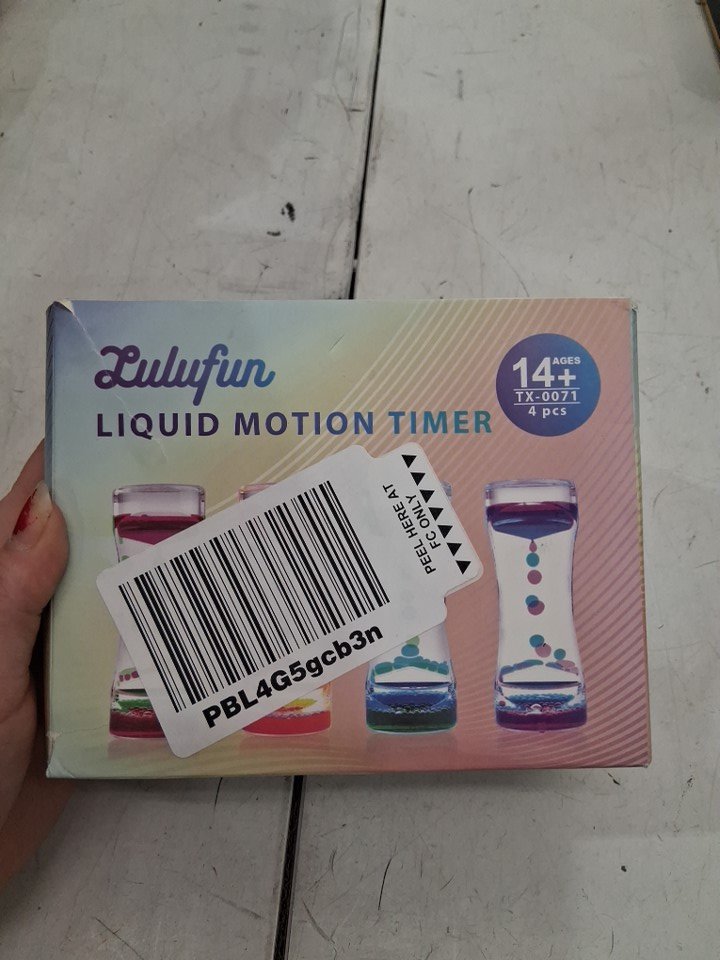 Lulufun
LIQUID MOTION TIMER
AGES
14+
TX-0071
4 pcs
PEEL HERE AT
FC ONLY
PBL4G5gcb3n